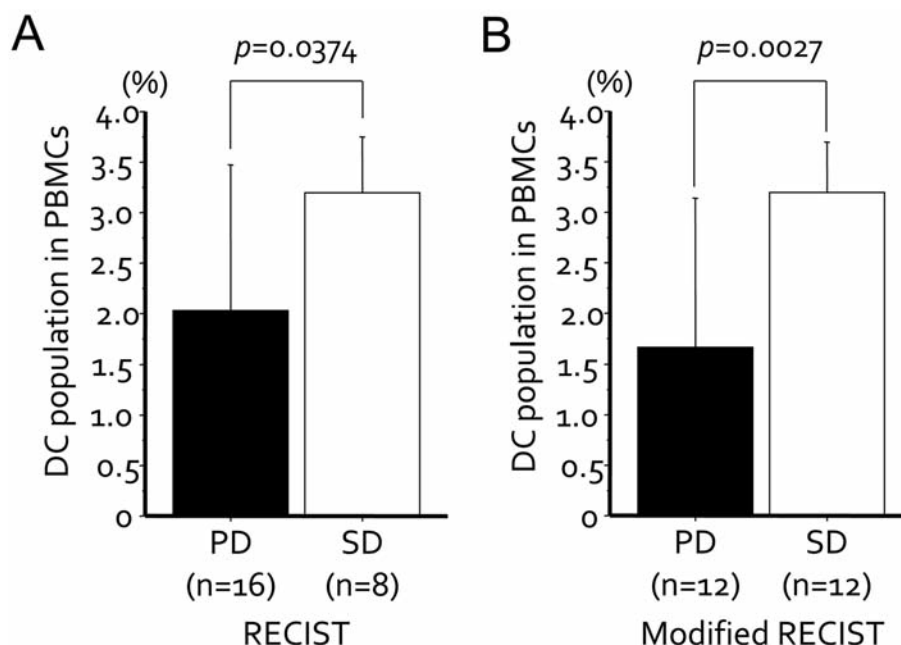 A
p=0.0374
(%)
4.0
3.5
3.0
2.5
2.0
1.5
1.0
0.5
0
DC population in PBMCs
PD
SD
(n=16)
(n=8)
RECIST
B
p=0.0027
(%)
4.0
3.5
3.0
2.5
2.0
1.5
1.0
0.5
0
DC population in PBMCs
PD
SD
(n=12)
(n=12)
Modified RECIST